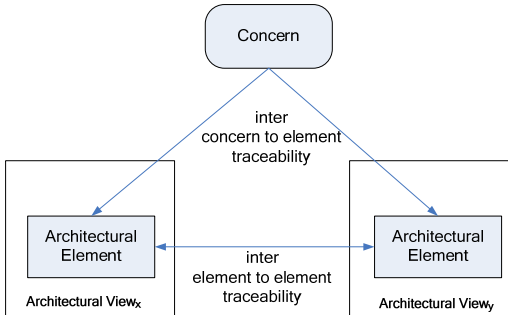 Concern
inter
concern to element
traceability
Architectural
Element
Architectural
Element
inter
element to element
traceability
Architectural Viewx
Architectural Viewy